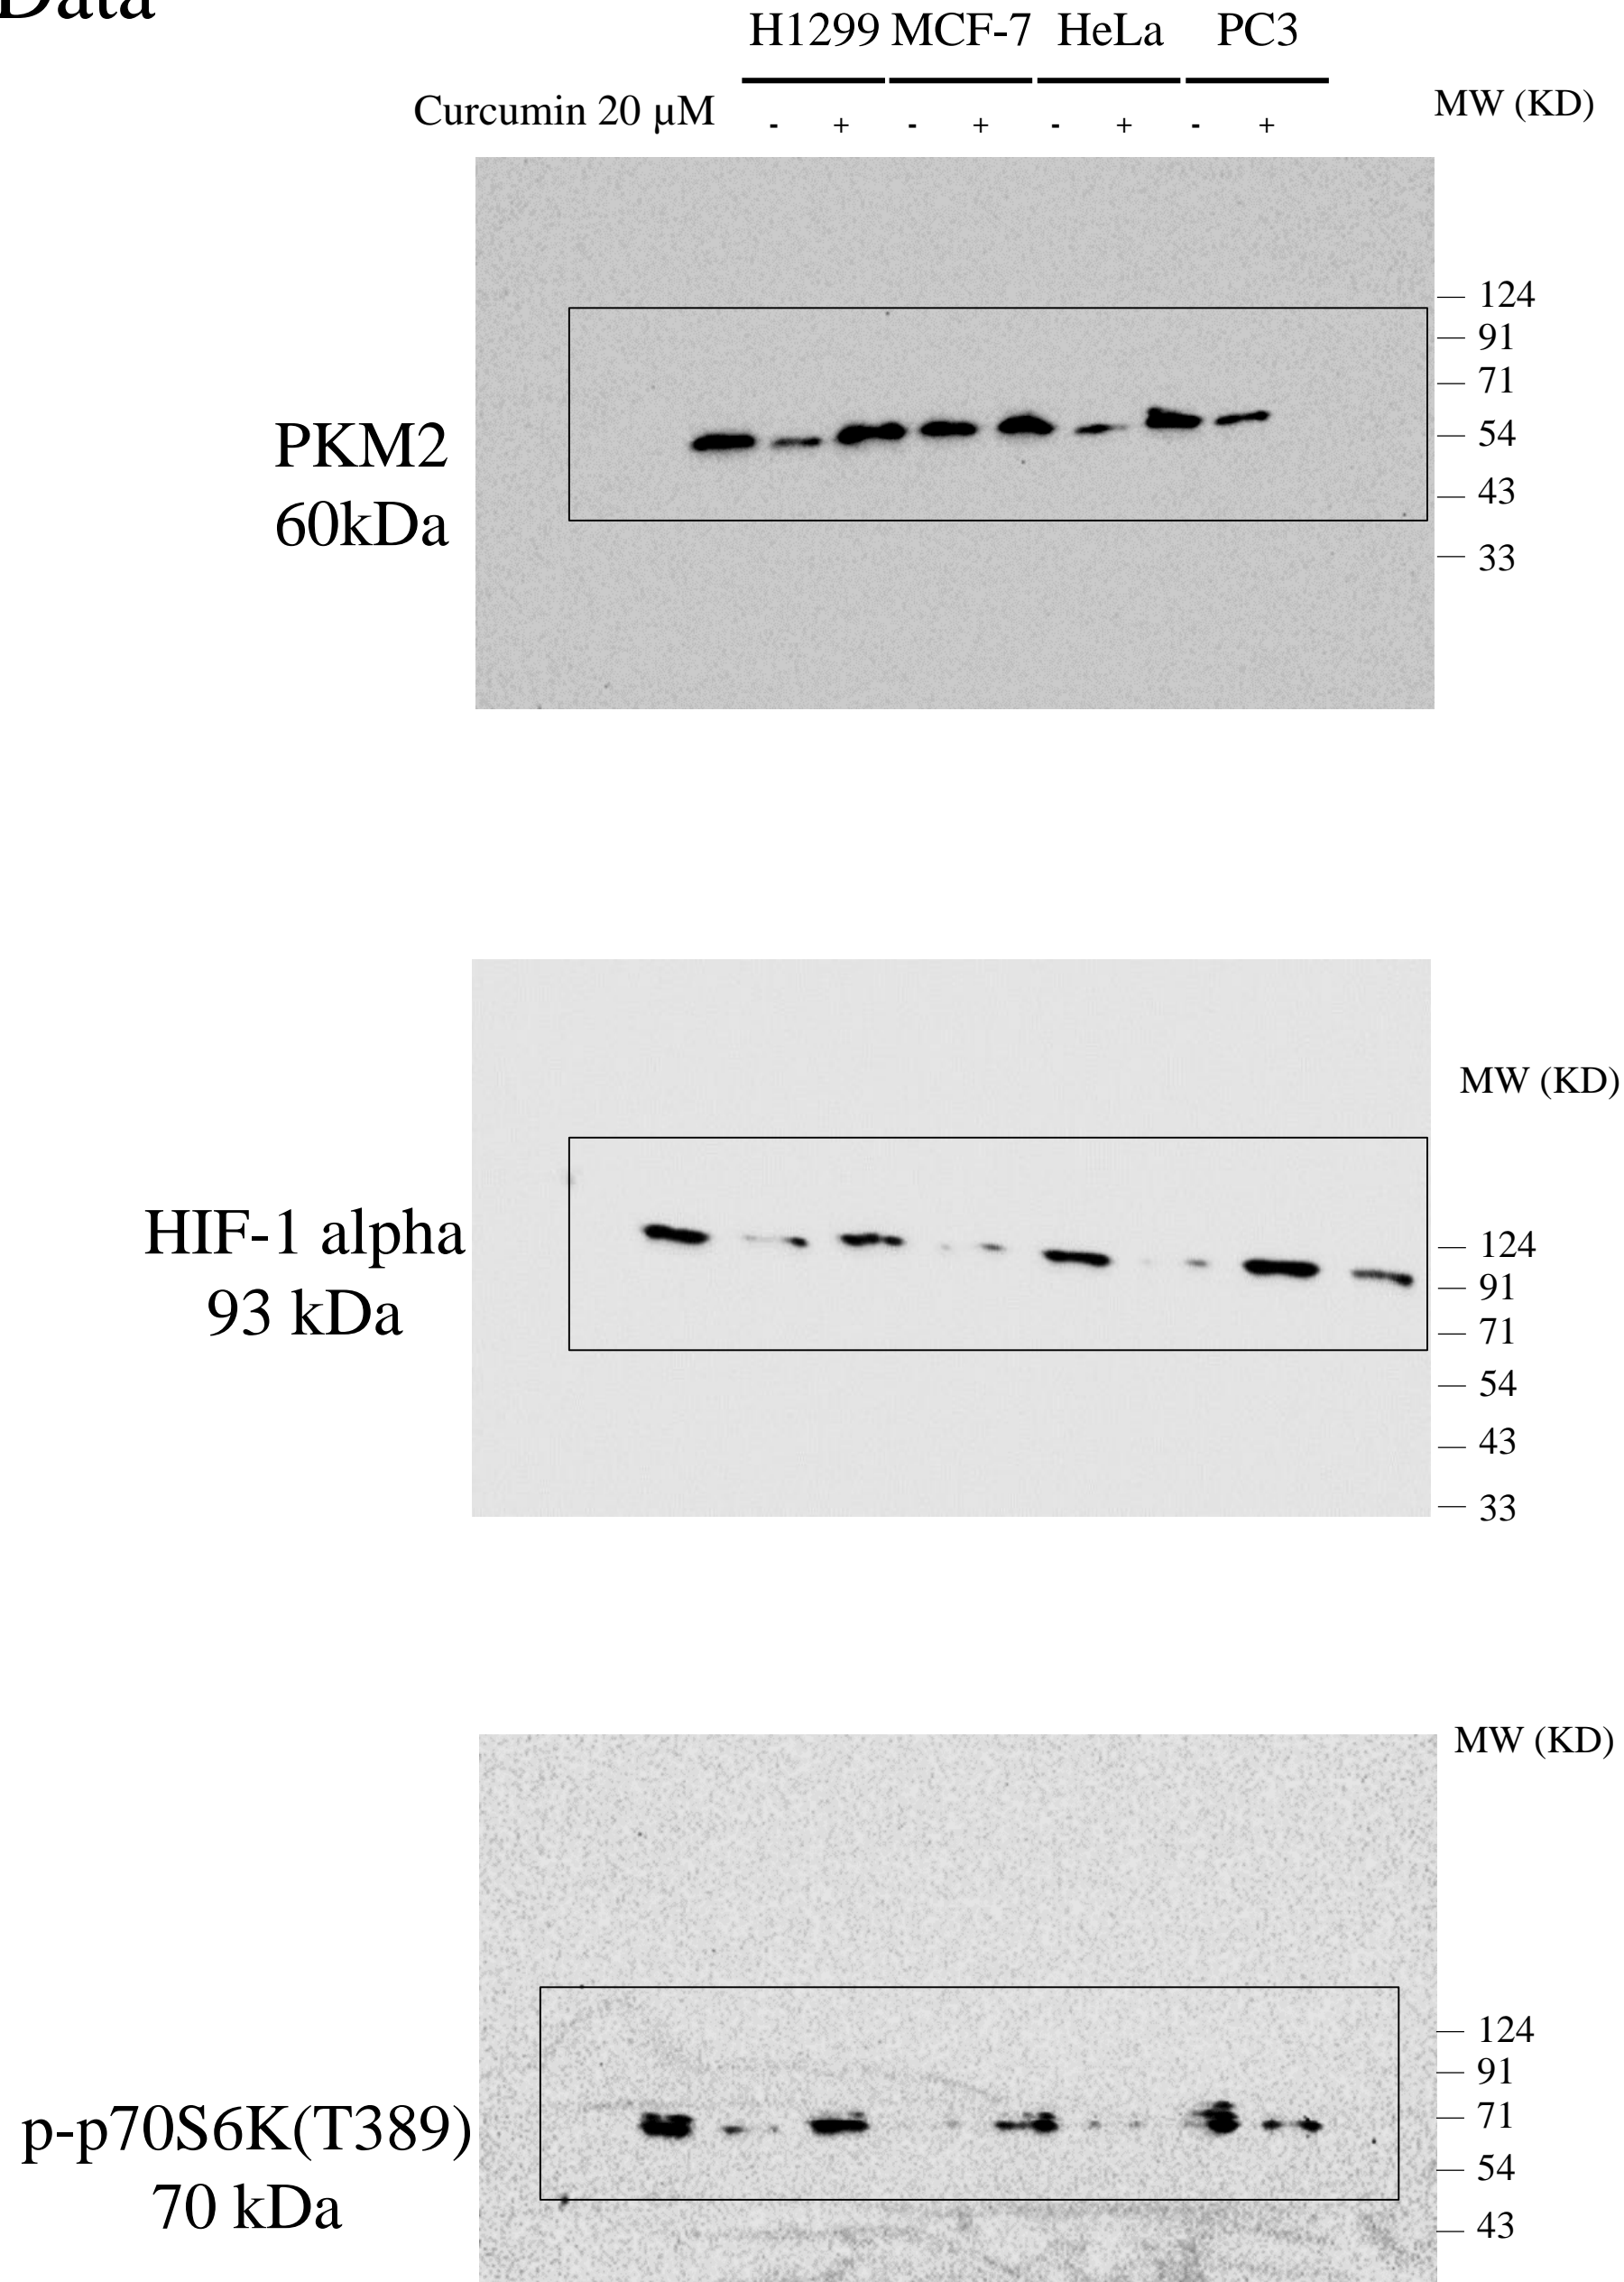 Data
H1299 MCF-7 HeLa PC3
Curcumin 20 µM - + - + - + - + MW (KD)
124
91
71
PKM2
60kDa
54
43
33
MW (KD)
HIF-1 alpha
93 kDa
124
91
71
54
43
33
MW (KD)
124
91
p-p70S6K(T389)
70 kDa
71
54
43